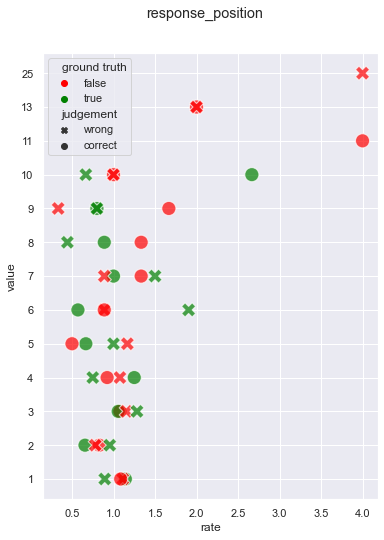 response_position
ground truth
false
true
judgement
wrong
correct
25
13
11
10
9
8
7
6
5
4
3
2
1
value
0.5 1.0 1.5 2.0 2.5 3.0 3.5 4.0
rate